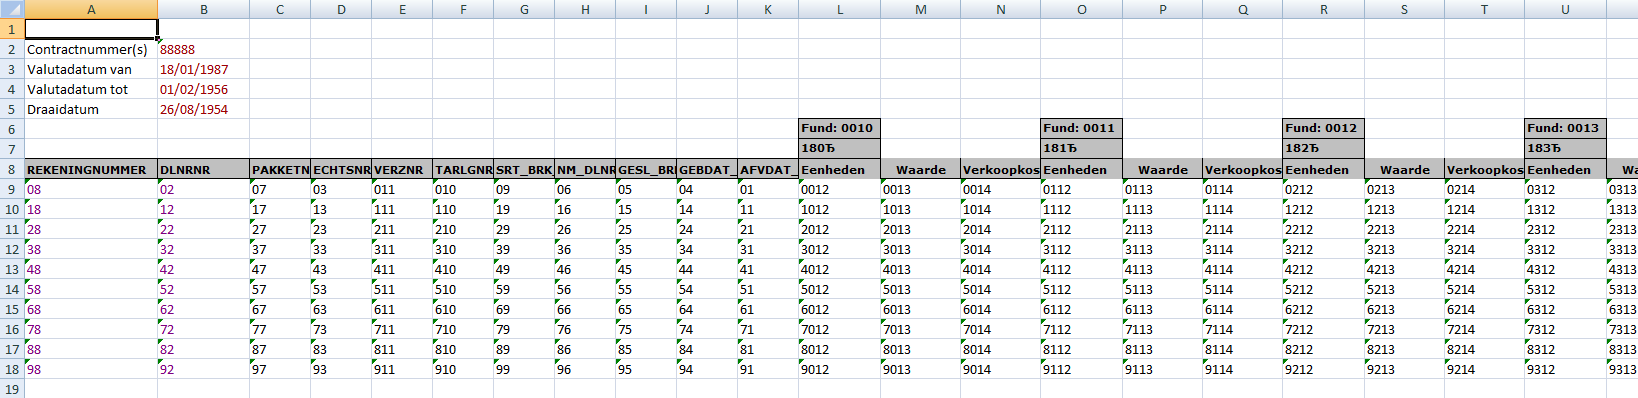 A B C D E F G H I J K L M N O P Q R S T U
1
2 Contractnummer(s) 88888
3 Valutadatum van 18/01/1987
4 Valutadatum tot 01/02/1956
5 Draaidatum 26/08/1954
6 Fund: 0010 Fund: 0011 Fund: 0012 Fund: 0013
7 180Ђ 181Ђ 182Ђ 183Ђ
8 REKENINGNUMMER DLNRNR PAKKETN ECHTSNR VERZNR TARLGNR SRT_BRK NM_DLNR GESL_BRI GEBDAT_ AFVDAT_ Eenheden Waarde Verkoopkos Eenheden Waarde Verkoopkos Eenheden Waarde Verkoopkos Eenheden Wa
9 08 02 07 03 011 010 09 06 05 04 01 0012 0013 0014 0112 0113 0114 0212 0213 0214 0312 0313
10 18 12 17 13 111 110 19 16 15 14 11 1012 1013 1014 1112 1113 1114 1212 1213 1214 1312 1313
11 28 22 27 23 211 210 29 26 25 24 21 2012 2013 2014 2112 2113 2114 2212 2213 2214 2312 2313
12 38 32 37 33 311 310 39 36 35 34 31 3012 3013 3014 3112 3113 3114 3212 3213 3214 3312 3313
13 48 42 47 43 411 410 49 46 45 44 41 4012 4013 4014 4112 4113 4114 4212 4213 4214 4312 4313
14 58 52 57 53 511 510 59 56 55 54 51 5012 5013 5014 5112 5113 5114 5212 5213 5214 5312 5313
15 68 62 67 63 611 610 69 66 65 64 61 6012 6013 6014 6112 6113 6114 6212 6213 6214 6312 6313
16 78 72 77 73 711 710 79 76 75 74 71 7012 7013 7014 7112 7113 7114 7212 7213 7214 7312 7313
17 88 82 87 83 811 810 89 86 85 84 81 8012 8013 8014 8112 8113 8114 8212 8213 8214 8312 8313
18 98 92 97 93 911 910 99 96 95 94 91 9012 9013 9014 9112 9113 9114 9212 9213 9214 9312 9313
19